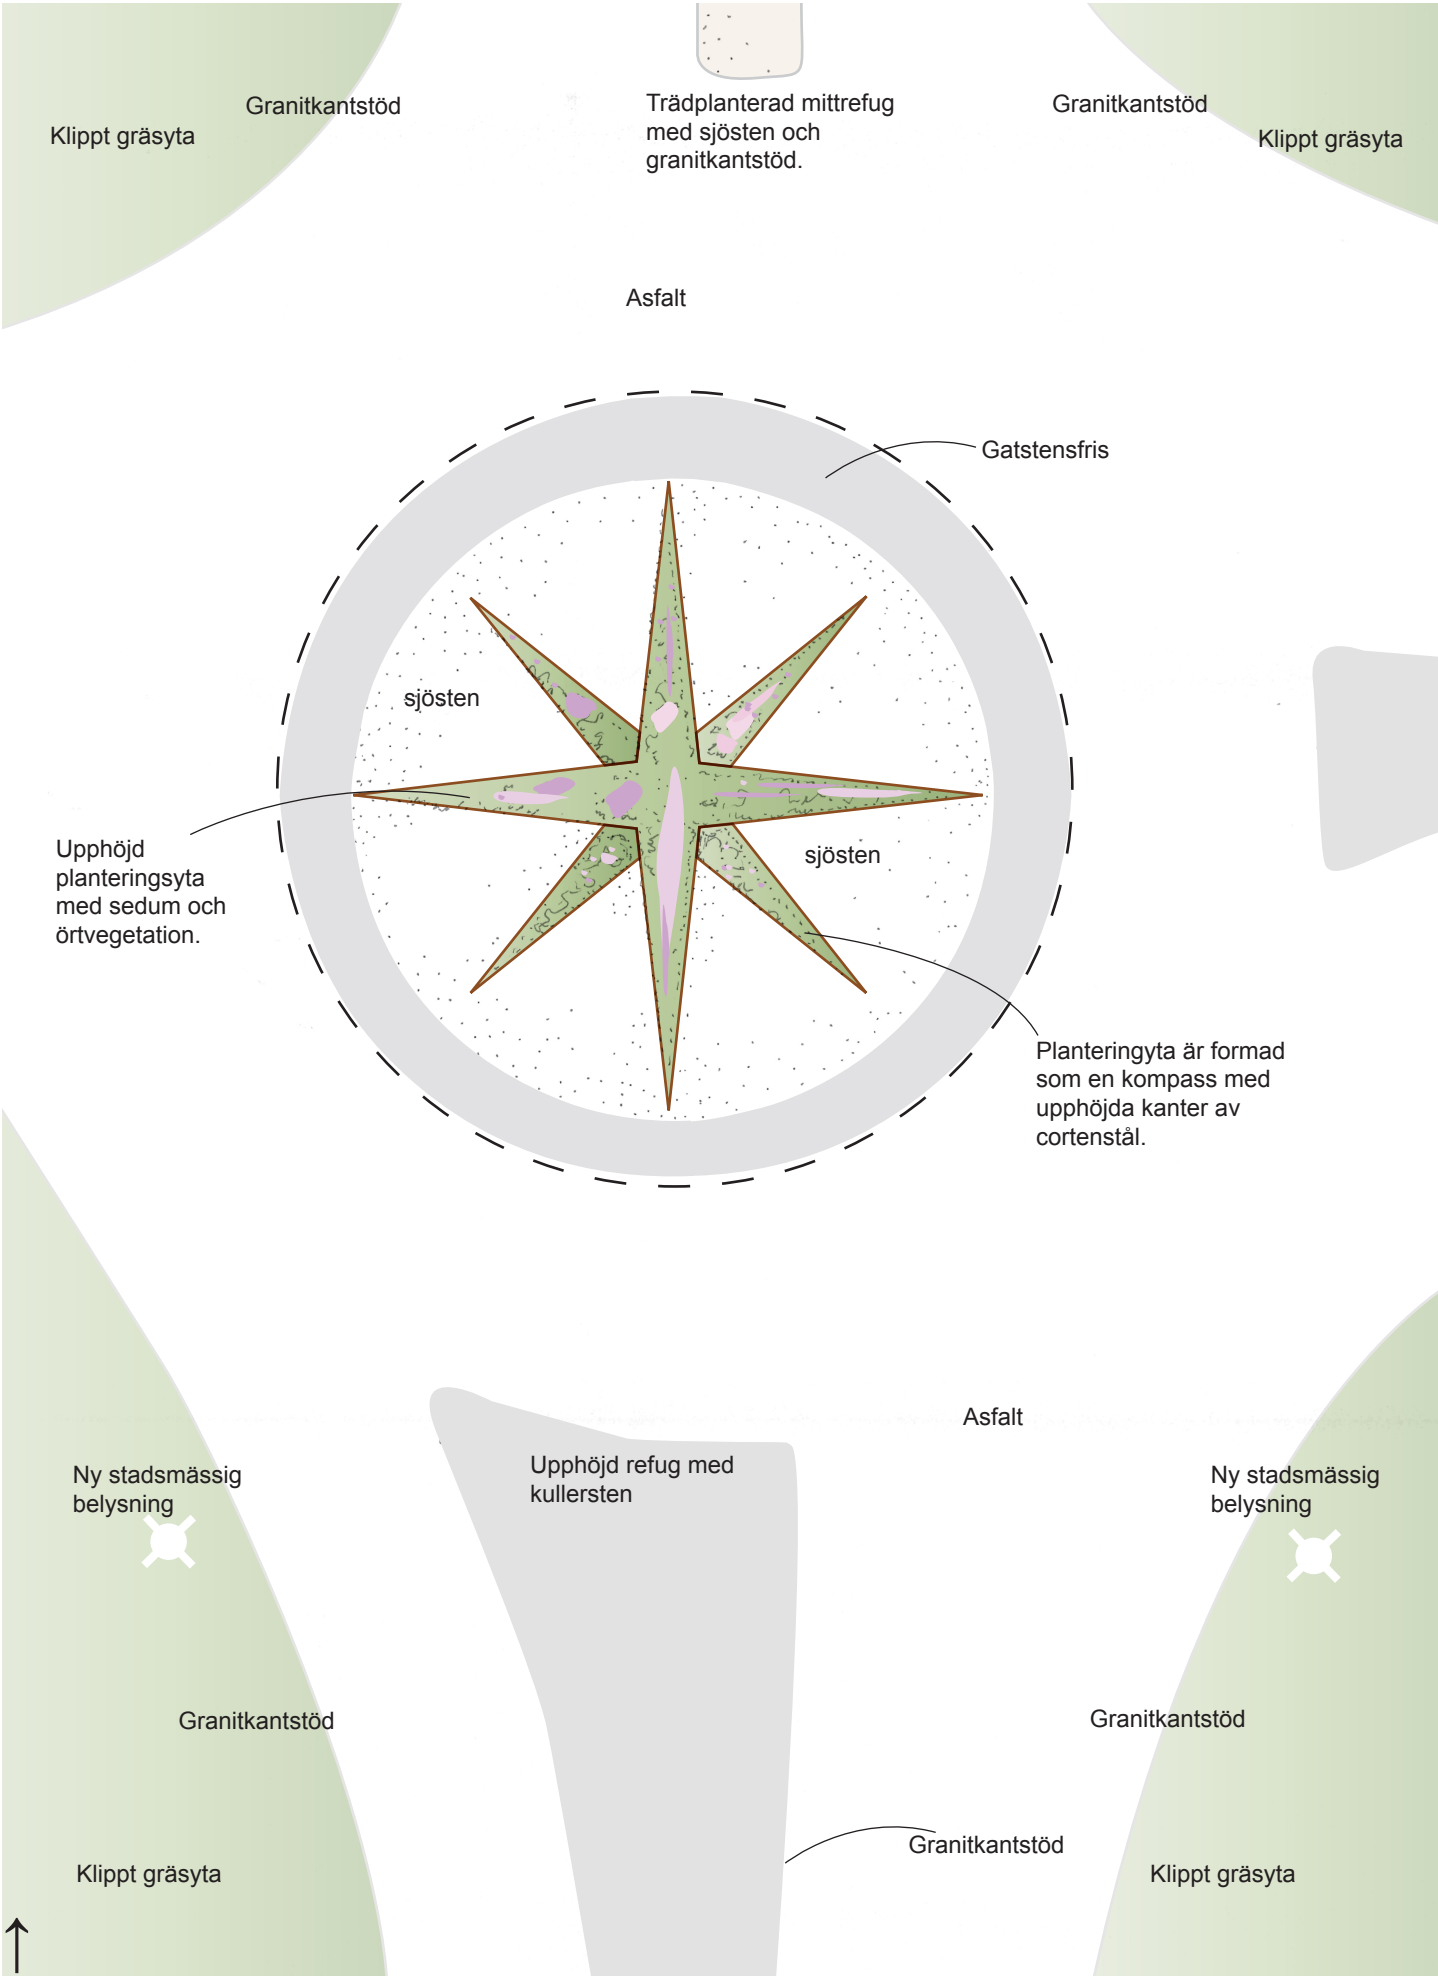 Granitkantstöd
Klippt gräsyta
Trädplanterad mittrefug
med sjösten och
granitkantstöd.
Granitkantstöd
Klippt gräsyta
Asfalt
Gatstensfris
sjösten
sjösten
Upphöjd
planteringsyta
med sedum och
örtvegetation.
Planteringyta är formad
som en kompass med
upphöjda kanter av
cortenstål.
Asfalt
Ny stadsmässig
belysning
Upphöjd refug med
kullersten
Ny stadsmässig
belysning
Granitkantstöd
Granitkantstöd
Granitkantstöd
Klippt gräsyta
Klippt gräsyta